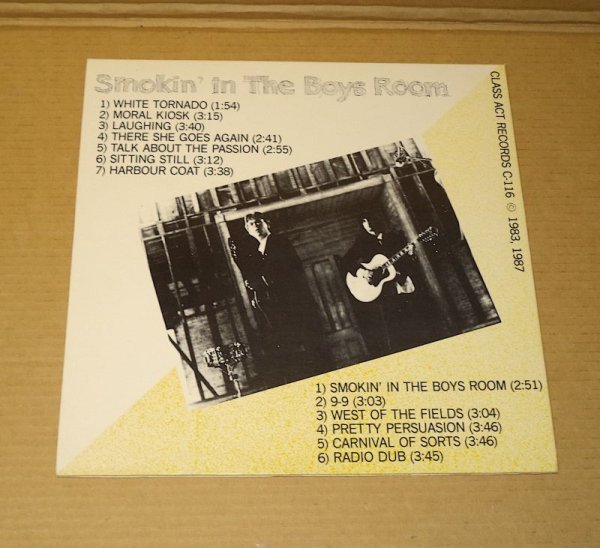 Smokin' In The Boys Room
1) WHITE TORNADO (1:54)
2) MORAL KIOSK (3:15)
3) LAUGHING (3:40)
4) THERE SHE GOES AGAIN (2:41)
5) TALK ABOUT THE PASSION (2:55)
6) SITTING STILL (3:12)
7) HARBOUR COAT (3:38)
CLASS ACT RECORDS C-116 © 1983, 1987
1) SMOKIN' IN THE BOYS ROOM (2:51)
2) 9-9 (3:03)
3) WEST OF THE FIELDS (3:04)
4) PRETTY PERSUASION (3:46)
5) CARNIVAL OF SORTS (3:46)
6) RADIO DUB (3:45)